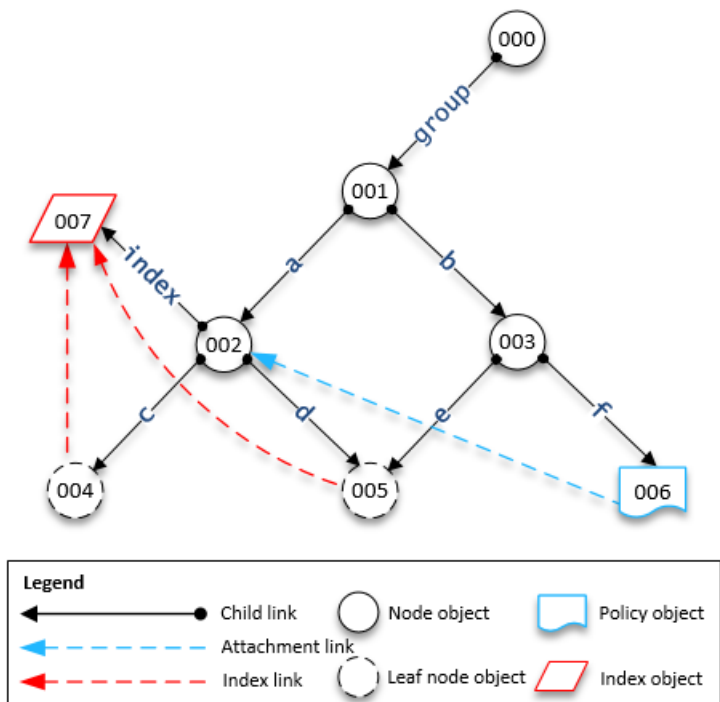 000
group
001
007
a
b
index
002
003
c
d
e
f
004
005
006
Legend
Child link
Node object
Policy object
Attachment link
Index link
Leaf node object
Index object